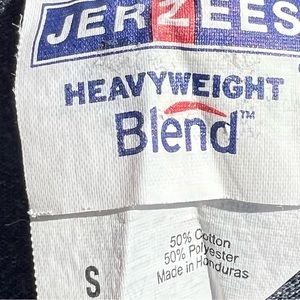 JERZEES
HEAVYWEIGHT
Blend™
S
50% Cotton
50% Polyester
Made in Honduras